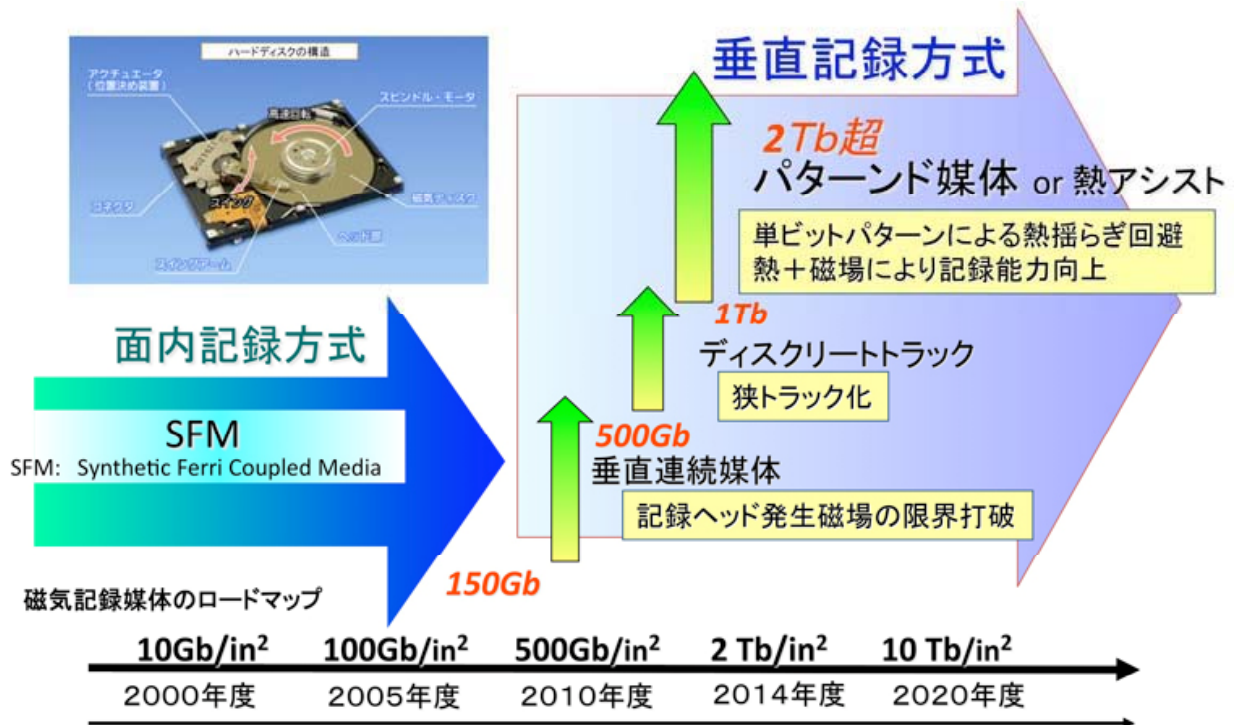 ハードディスクの構造
アクチュエータ
(位置決め装置)
スピンドル・モータ
高速回転
コネクタ
スイング
磁気ディスク
ヘッド部
スイングアーム
垂直記録方式
2Tb超
パターンド媒体 or 熱アシスト
単ビットパターンによる熱揺らぎ回避
熱+磁場により記録能力向上
1Tb
ディスクリートトラック
狭トラック化
面内記録方式
SFM
SFM: Synthetic Ferri Coupled Media
500Gb
垂直連続媒体
記録ヘッド発生磁場の限界打破
150Gb
磁気記録媒体のロードマップ
10Gb/in² 100Gb/in² 500Gb/in² 2 Tb/in² 10 Tb/in²
2000年度 2005年度 2010年度 2014年度 2020年度